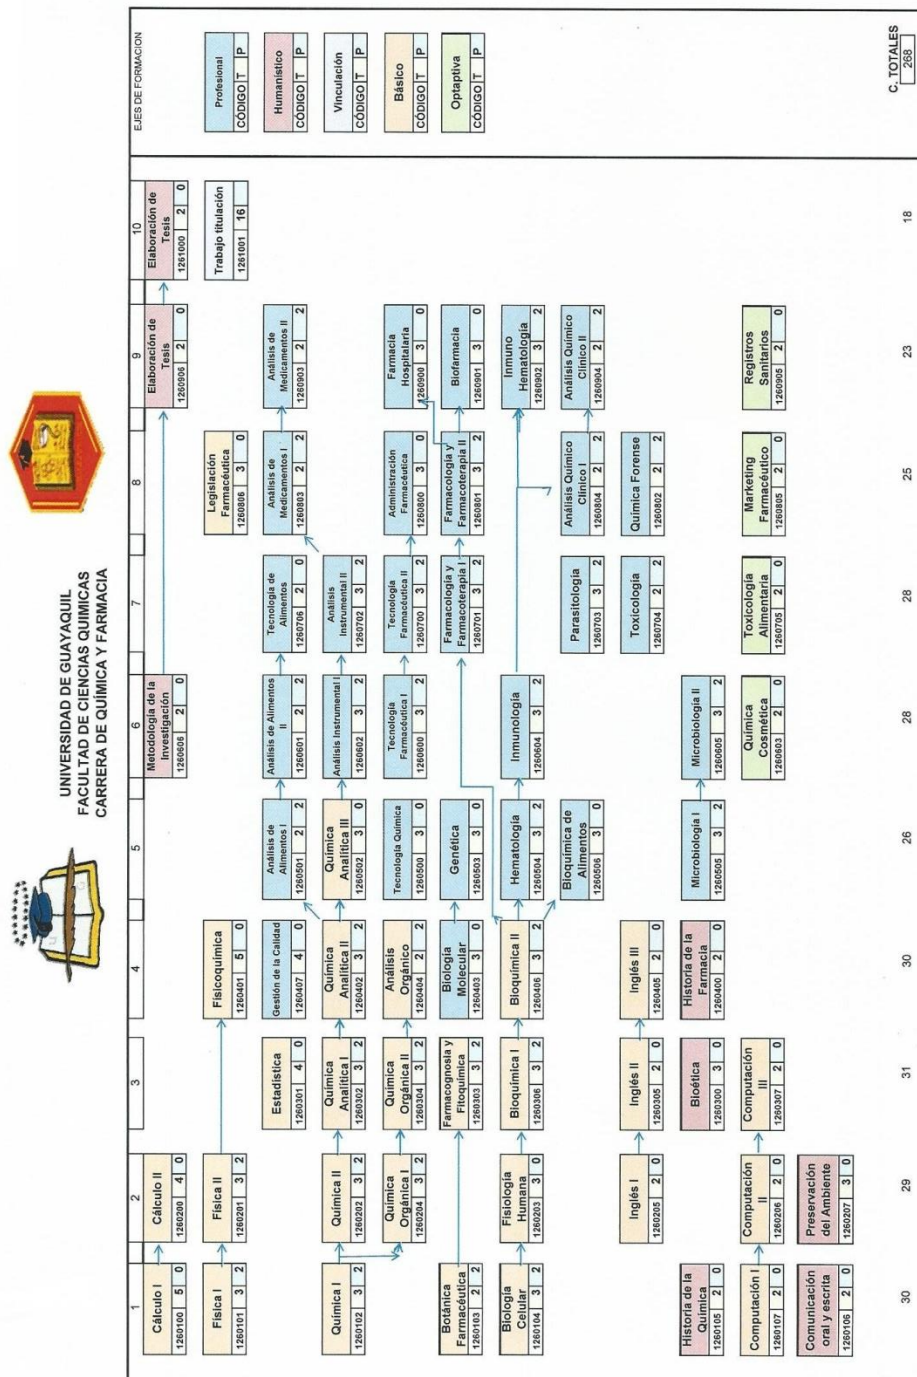 UNIVERSIDAD DE GUAYAQUIL
FACULTAD DE CIENCIAS QUIMICAS
CARRERA DE QUÍMICA Y FARMACIA
1
Cálculo I
1260100 5 0
Física I
1260101 3 2
Química I
1260102 3 2
Botánica
Farmacéutica
1260103 2 2
Biología
Celular
1260104 3 2
Historia de la
Química
1260105 2 0
Computación I
1260107 2 0
Comunicación
oral y escrita
1260106 2 0
30
2
Cálculo II
1260200 4 0
Física II
1260201 3 2
Química II
1260202 3 2
Química
Orgánica I
1260204 3 2
Fisiología
Humana
1260203 3 0
Inglés I
1260205 2 0
Computación
II
1260206 2 0
Preservación
del Ambiente
1260207 3 0
29
3
Estadística
1260301 4 0
Química
Analítica I
1260302 3 2
Química
Orgánica II
1260304 3 2
Farmacognosia y
Fitoquímica
1260303 3 2
Bioquímica I
1260306 3 2
Inglés II
1260305 2 0
Bioética
1260300 3 0
Computación
III
1260307 2 2
31
4
Fisicoquímica
1260401 5 0
Gestión de la Calidad
1260407 4 0
Química
Analítica II
1260402 3 2
Análisis
Orgánico
1260404 2 2
Biología
Molecular
1260403 3 0
Bioquímica II
1260406 3 2
Inglés III
1260405 2 0
Historia de la
Farmacia
1260400 2 0
30
5
Análisis de
Alimentos I
1260501 2 2
Química
Analítica III
1260502 3 0
Tecnología Química
1260500 3 0
Genética
1260503 3 0
Hematología
1260504 3 2
Bioquímica de
Alimentos
1260506 3 0
Microbiología I
1260505 3 2
26
6
Metodología de la
Investigación
1260606 2 0
Análisis de Alimentos
II
1260601 2 2
Análisis Instrumental I
1260602 3 2
Tecnología
Farmacéutica I
1260600 3 2
Inmunología
1260604 3 2
Microbiología II
1260605 3 2
Química
Cosmética
1260603 2 0
28
7
Tecnología de
Alimentos
1260706 2 0
Análisis
Instrumental II
1260702 3 2
Tecnología
Farmacéutica II
1260700 3 2
Farmacología y
Farmacoterapia I
1260701 3 2
Parasitología
1260703 3 2
Toxicología
1260704 2 2
Toxicología
Alimentaria
1260705 2 0
28
8
Legislación
Farmacéutica
1260806 3 0
Análisis de
Medicamentos I
1260803 2 2
Administración
Farmacéutica
1260800 3 0
Farmacología y
Farmacoterapia II
1260801 3 2
Análisis Químico
Clínico I
1260804 2 2
Química Forense
1260802 2 2
Marketing
Farmacéutico
1260805 2 0
25
9
Elaboración de
Tesis
1260906 2 0
Análisis de
Medicamentos II
1260903 2 2
Farmacia
Hospitalaria
1260900 3 0
Biofarmacia
1260901 3 0
Inmuno
Hematología
1260902 3 2
Análisis Químico
Clínico II
1260904 2 2
Registros
Sanitarios
1260905 2 0
23
10
Elaboración de
Tesis
1261000 2 0
Trabajo titulación
1261001 16
18
EJES DE FORMACION
Profesional
CÓDIGO T P
Humanístico
CÓDIGO T P
Vinculación
CÓDIGO T P
Básico
CÓDIGO T P
Optaptiva
CÓDIGO T P
C. TOTALES
268